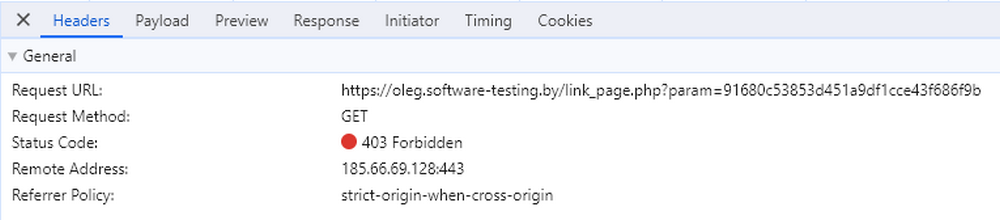 Headers Payload Preview Response Initiator Timing Cookies
General
Request URL: https://oleg.software-testing.by/link_page.php?param=91680c53853d451a9df1cce43f686f9b
Request Method: GET
Status Code: 403 Forbidden
Remote Address: 185.66.69.128:443
Referrer Policy: strict-origin-when-cross-origin